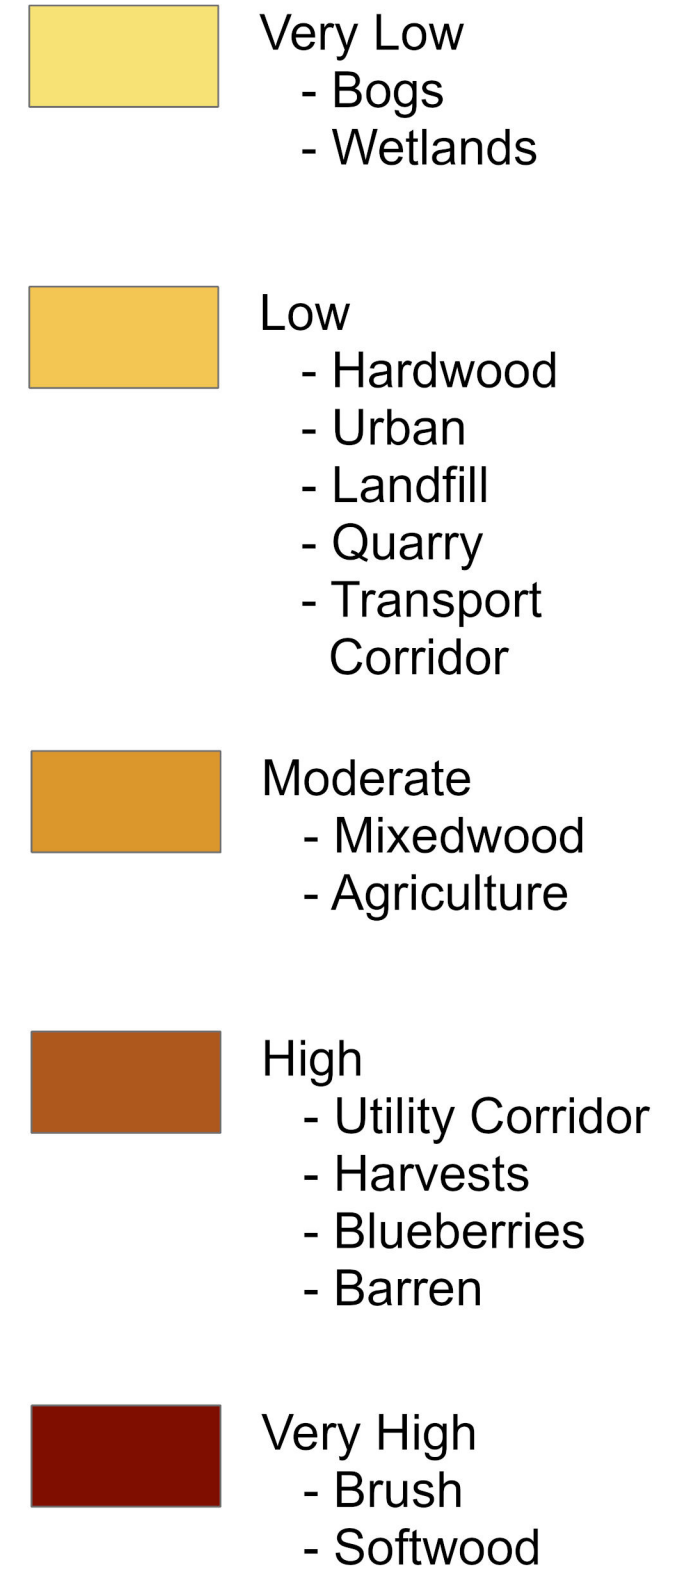 Very Low
- Bogs
- Wetlands
Low
- Hardwood
- Urban
- Landfill
- Quarry
- Transport
Corridor
Moderate
- Mixedwood
- Agriculture
High
- Utility Corridor
- Harvests
- Blueberries
- Barren
Very High
- Brush
- Softwood